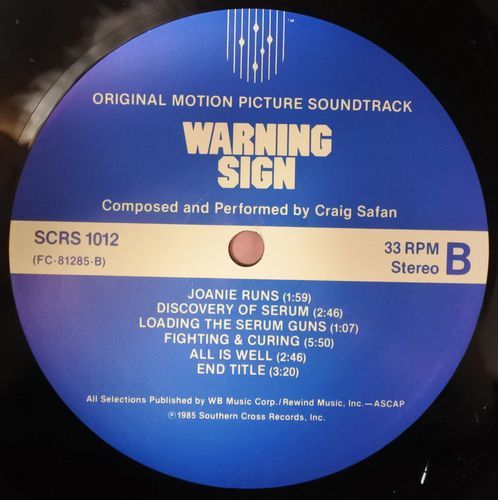 ™
ORIGINAL MOTION PICTURE SOUNDTRACK
WARNING
SIGN
Composed and Performed by Craig Safan
SCRS 1012
(FC-81285-B)
33 RPM
Stereo B
JOANIE RUNS (1:59)
DISCOVERY OF SERUM (2:46)
LOADING THE SERUM GUNS (1:07)
FIGHTING & CURING (5:50)
ALL IS WELL (2:46)
END TITLE (3:20)
All Selections Published by WB Music Corp./Rewind Music, Inc.—ASCAP
℗1985 Southern Cross Records, Inc.